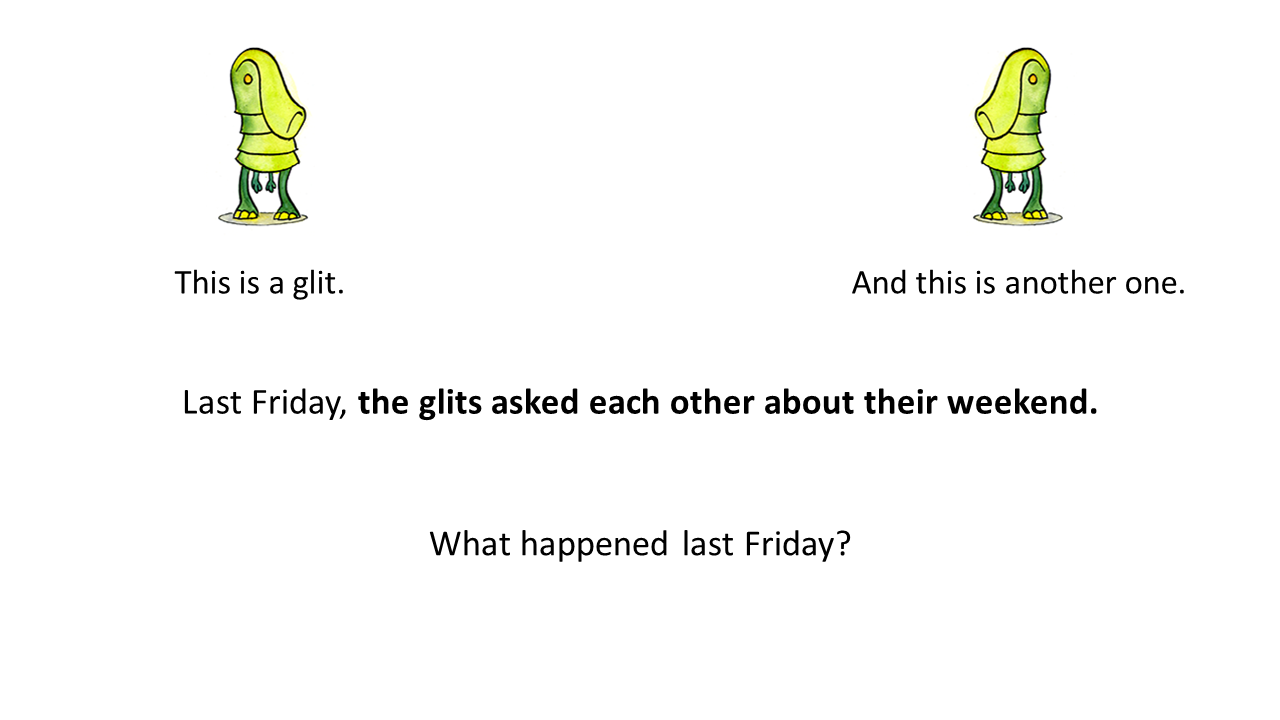 This is a glit.
And this is another one.
Last Friday, the glits asked each other about their weekend.
What happened last Friday?